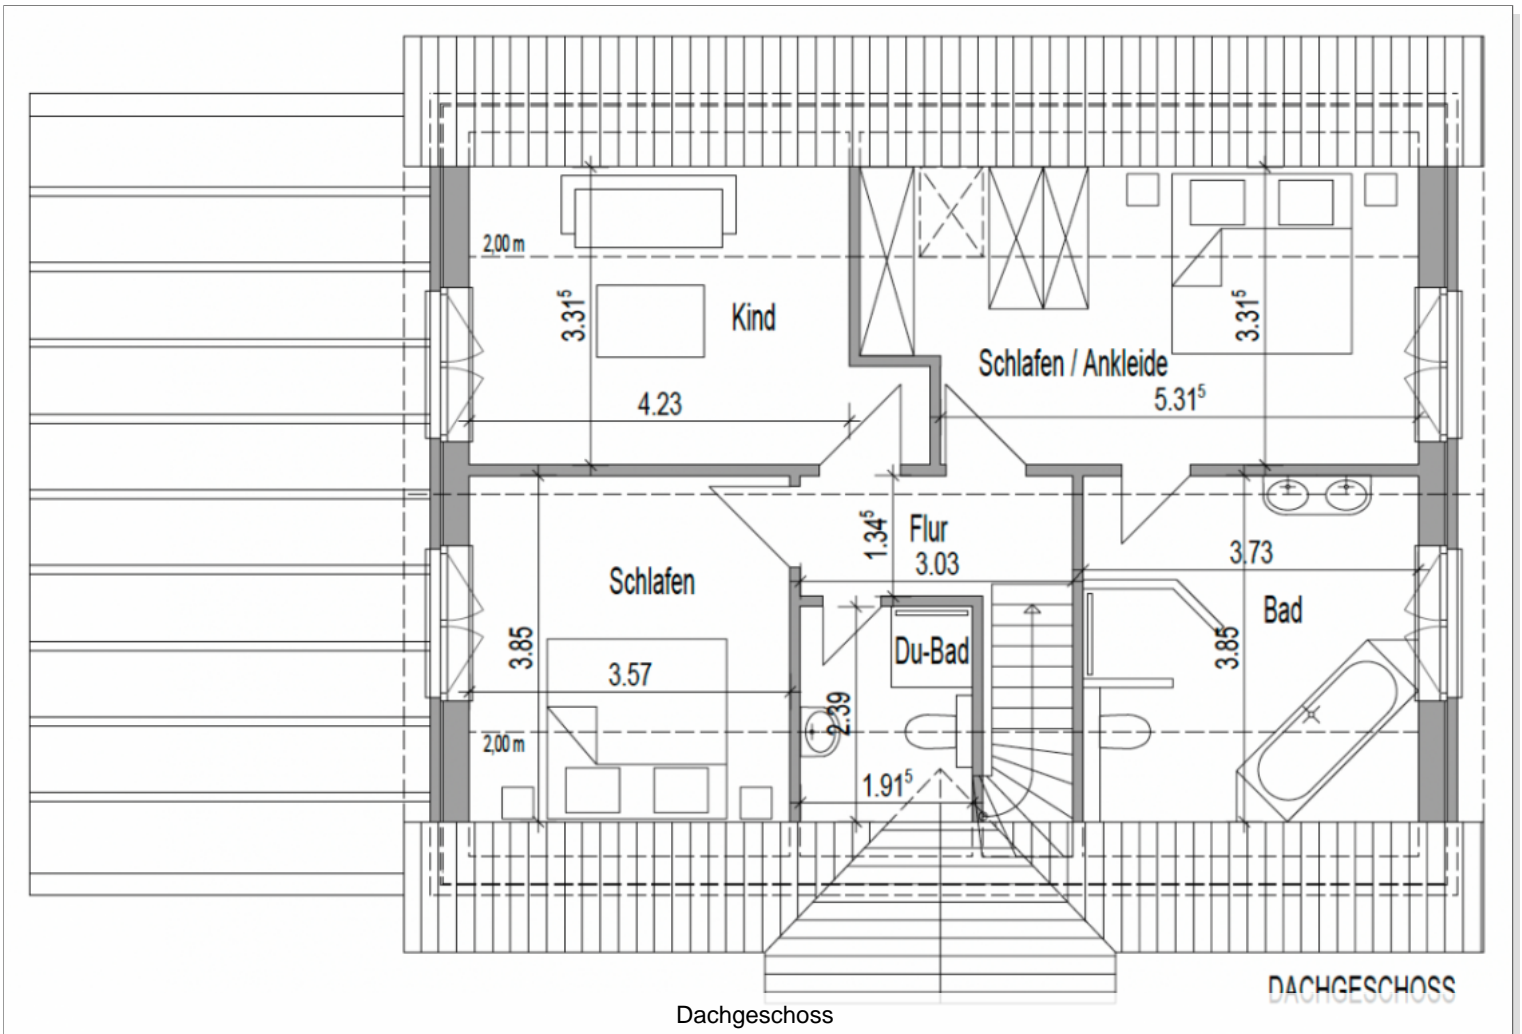 2,00 m
3.31⁵
Kind
4.23
3.31⁵
Schlafen / Ankleide
5.31⁵
Flur
1.34⁵
3.03
3.73
Schlafen
Bad
3.85
3.57
Du-Bad
3.85
2.39
2,00 m
1.91⁵
DACHGESCHOSS
Dachgeschoss